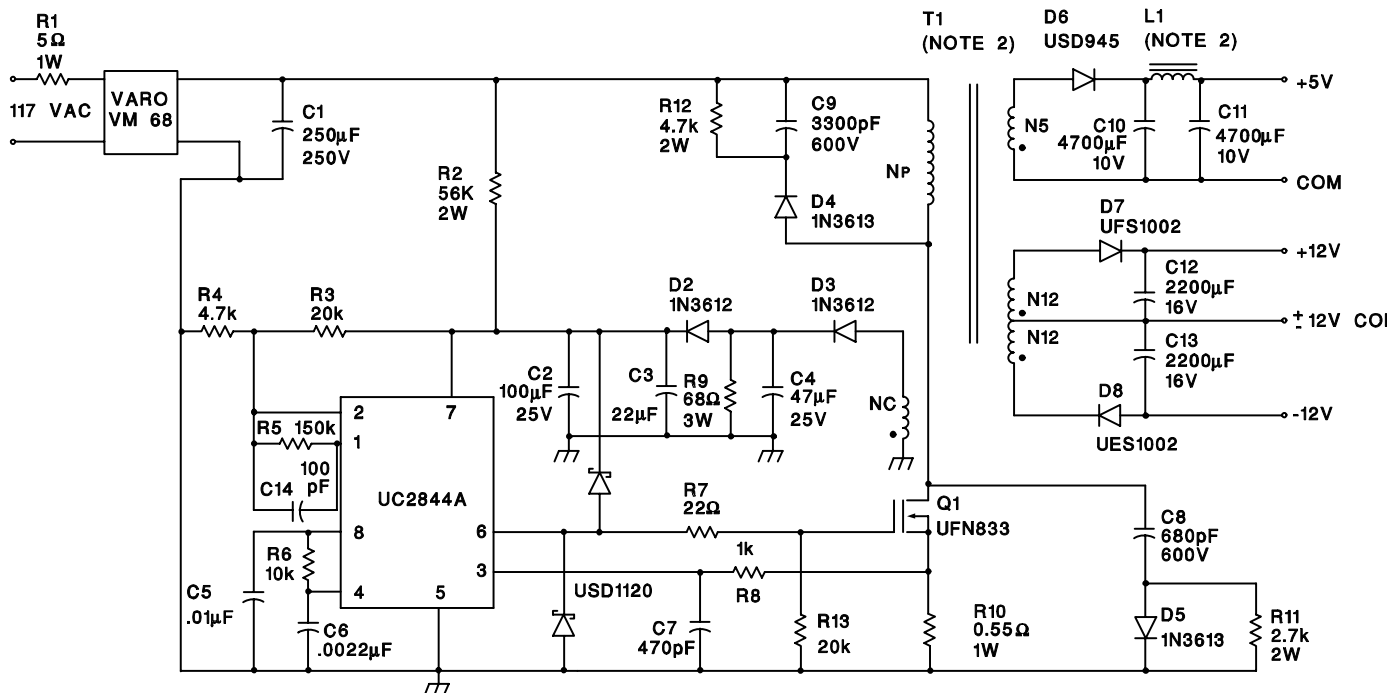 R1
5Ω
1W
117 VAC
VARO
VM 68
C1
250μF
250V
R2
56K
2W
R12
4.7k
2W
C9
3300pF
600V
D4
1N3613
NP
T1
(NOTE 2)
D6
USD945
L1
(NOTE 2)
+5V
N5
C10
4700μF
10V
C11
4700μF
10V
COM
D7
UFS1002
+12V
N12
N12
C12
2200μF
16V
± 12V CO
C13
2200μF
16V
D8
UES1002
-12V
R4
4.7k
R3
20k
D2
1N3612
D3
1N3612
C2
100μF
25V
C3
22μF
R9
68Ω
3W
C4
47μF
25V
NC
7
2
R5 150k
1
100
pF
C14
UC2844A
8
6
R6
10k
3
4
5
C5
.01μF
C6
.0022μF
USD1120
R7
22Ω
1k
R8
Q1
UFN833
C7
470pF
R13
20k
R10
0.55Ω
1W
C8
680pF
600V
D5
1N3613
R11
2.7k
2W